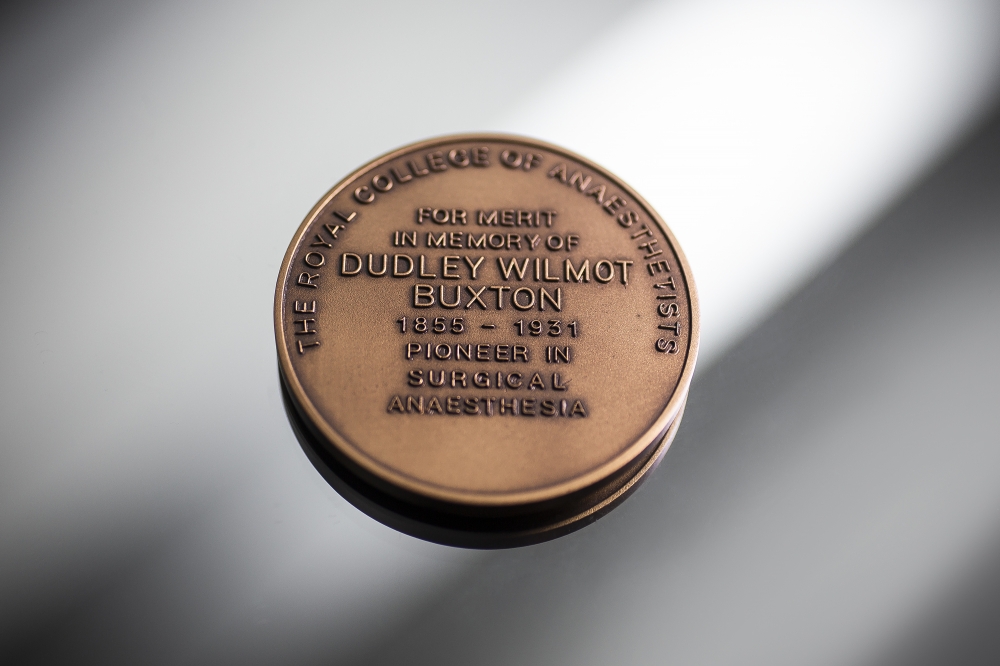 THE ROYAL COLLEGE OF ANAESTHETISTS
FOR MERIT
IN MEMORY OF
DUDLEY WILMOT
BUXTON
1855 - 1931
PIONEER IN
SURGICAL
ANAESTHESIA